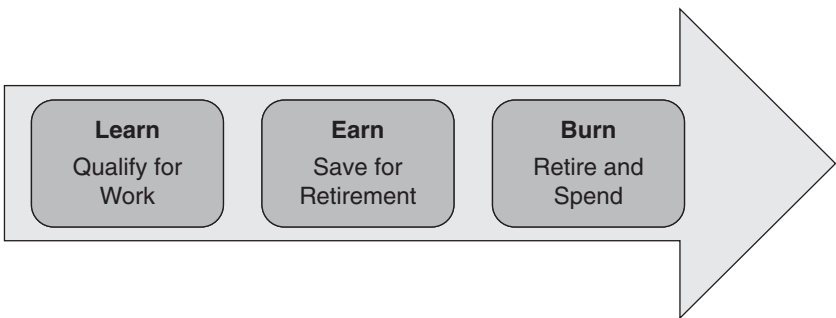 Learn
Qualify for
Work
Earn
Save for
Retirement
Burn
Retire and
Spend